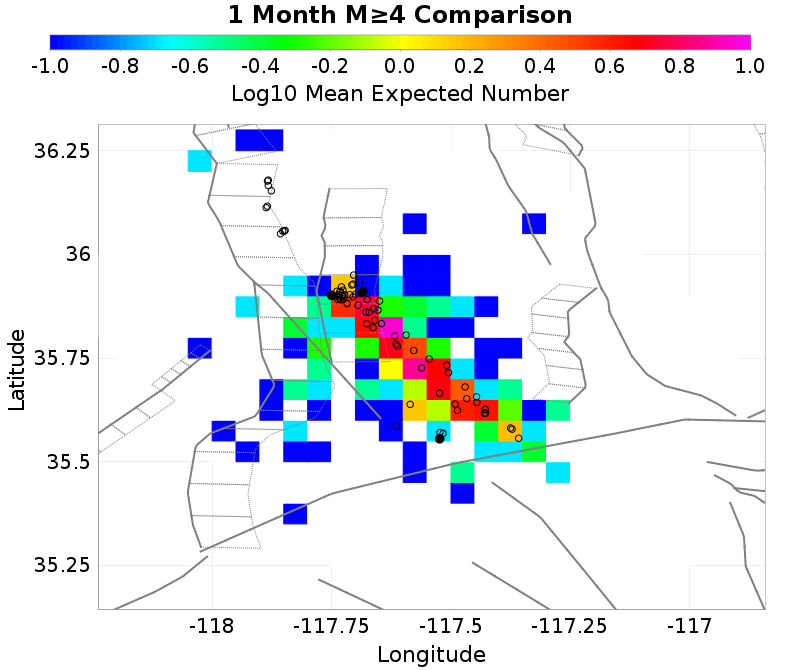 1 Month M≥4 Comparison
-1.0 -0.8 -0.6 -0.4 -0.2 0.0 0.2 0.4 0.6 0.8 1.0
Log10 Mean Expected Number
36.25
36
35.75
35.5
35.25
Latitude
-118 -117.75 -117.5 -117.25 -117
Longitude